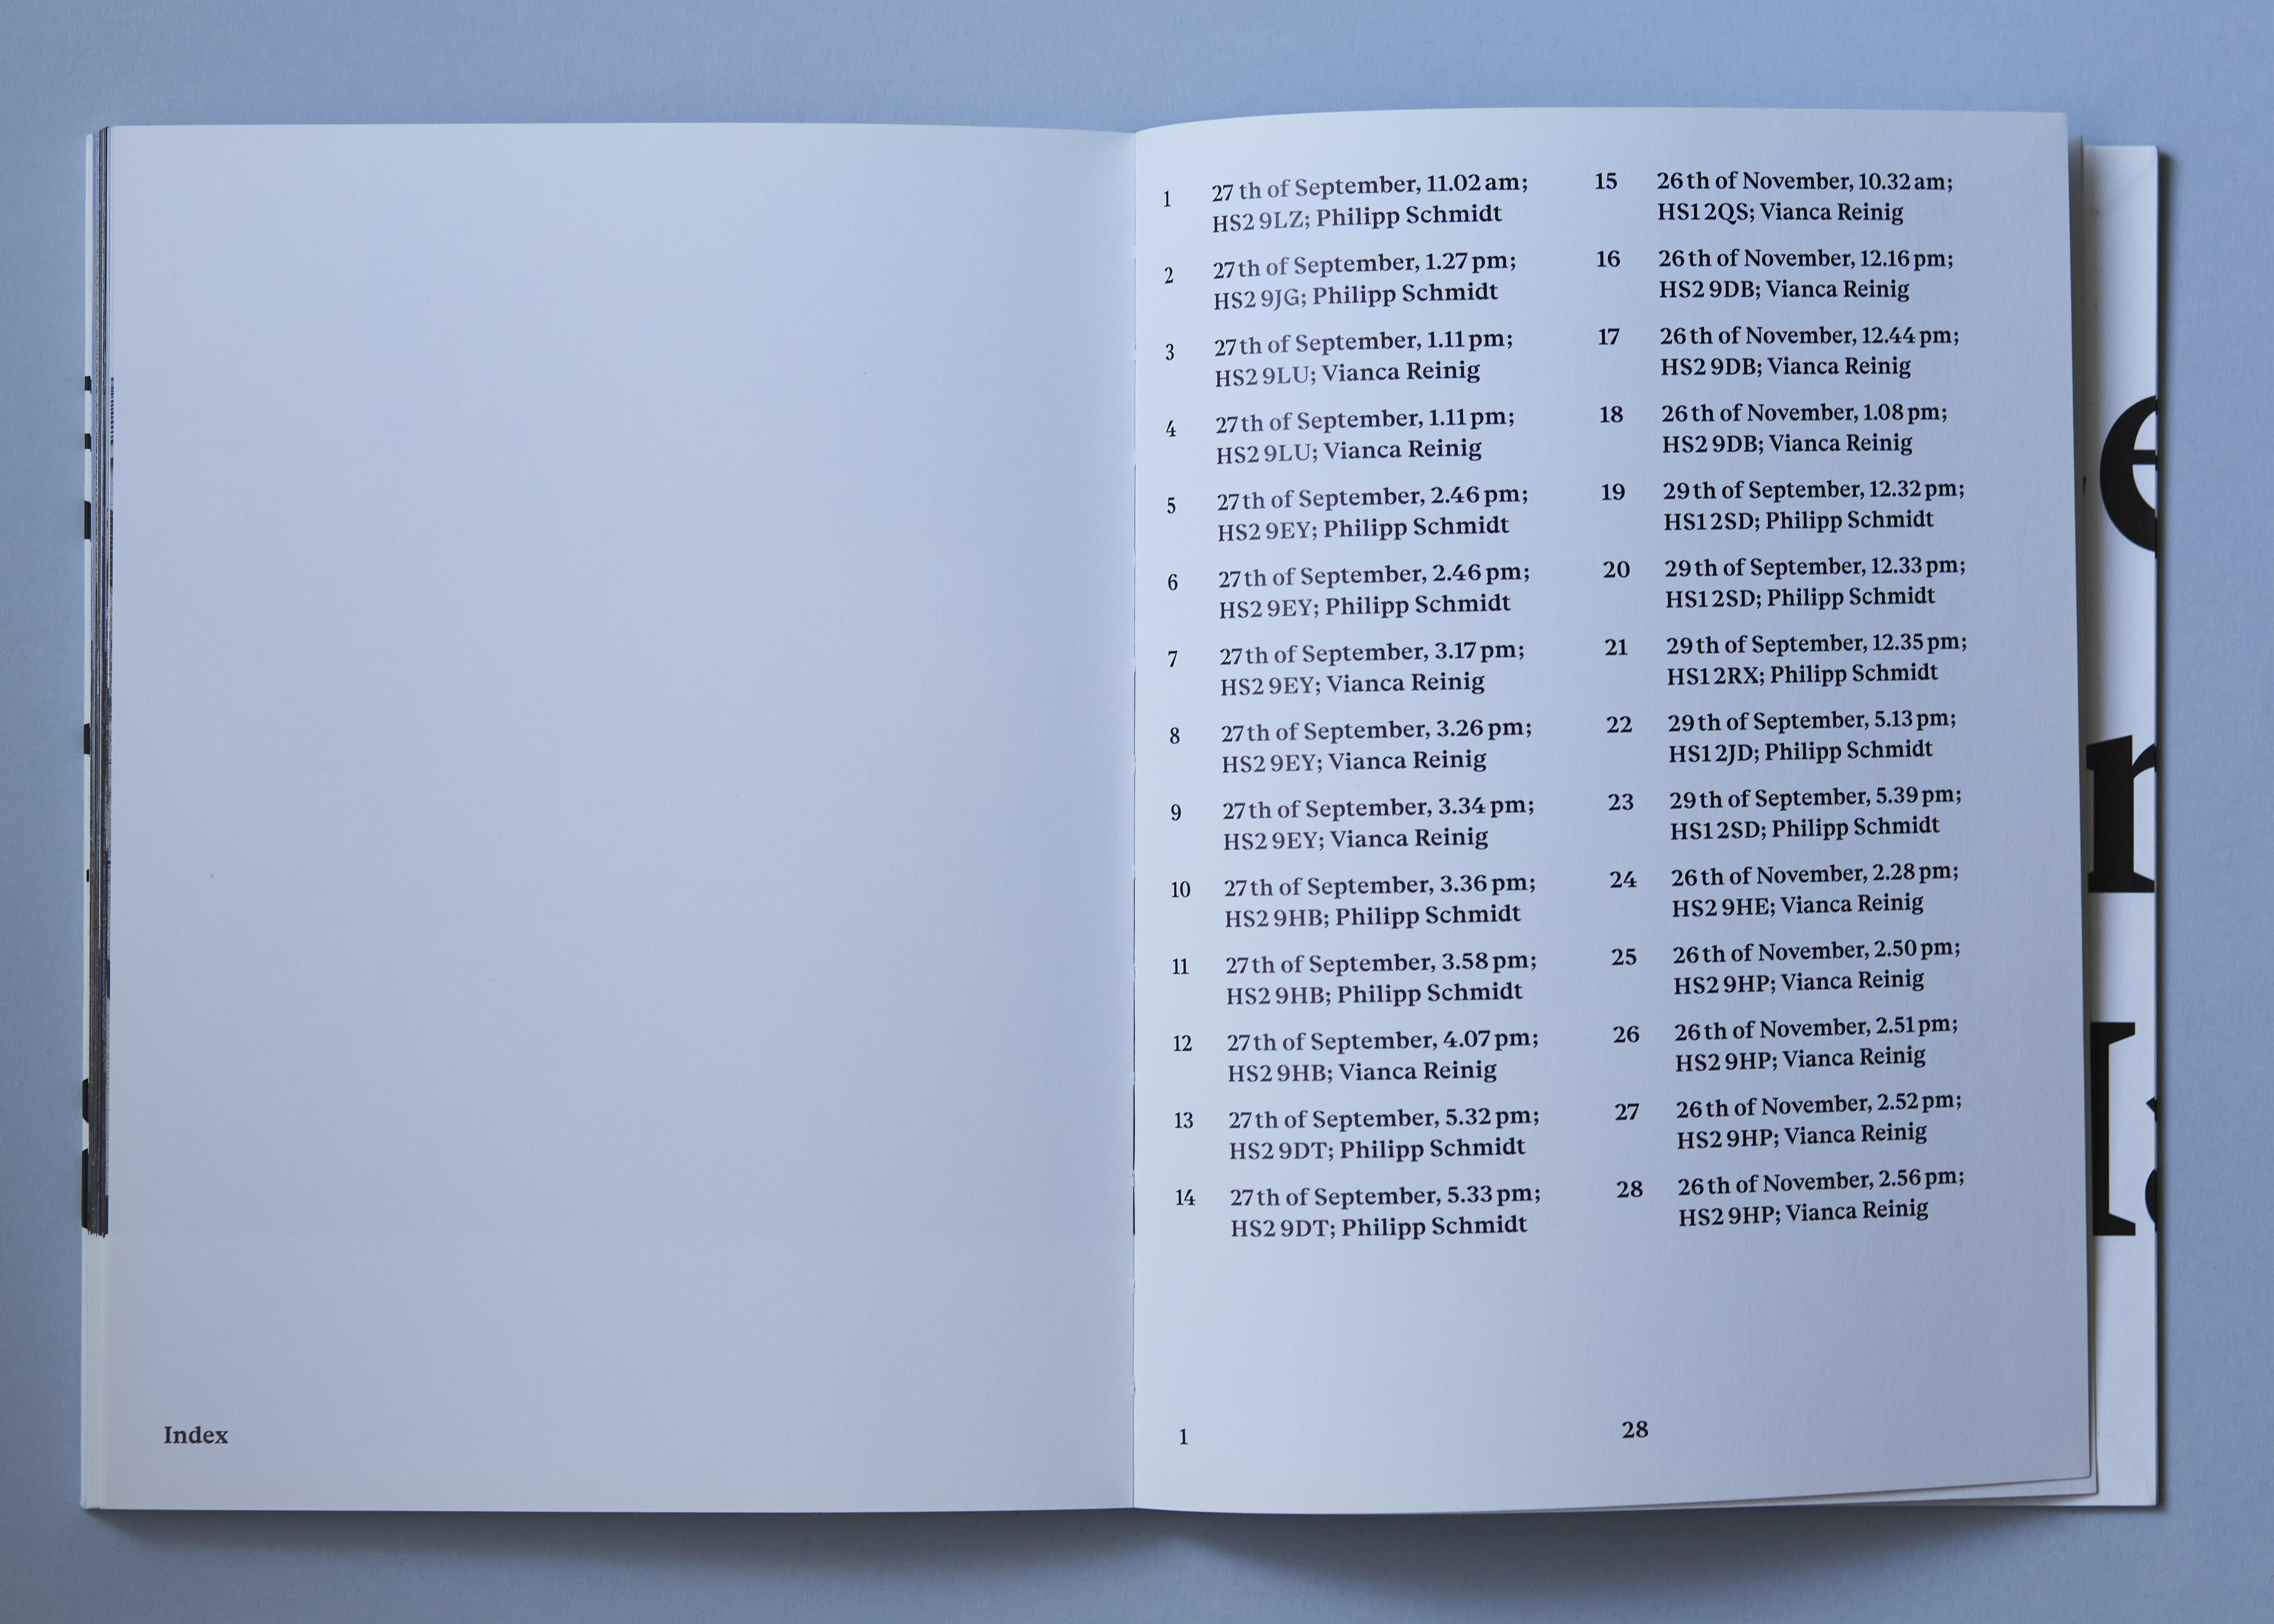 Index
1 27 th of September, 11.02 am;
HS2 9LZ; Philipp Schmidt
2 27th of September, 1.27 pm;
HS2 9JG; Philipp Schmidt
3 27th of September, 1.11 pm;
HS2 9LU; Vianca Reinig
4 27th of September, 1.11 pm;
HS2 9LU; Vianca Reinig
5 27th of September, 2.46 pm;
HS2 9EY; Philipp Schmidt
6 27th of September, 2.46 pm;
HS2 9EY; Philipp Schmidt
7 27th of September, 3.17 pm;
HS2 9EY; Vianca Reinig
8 27th of September, 3.26 pm;
HS2 9EY; Vianca Reinig
9 27th of September, 3.34 pm;
HS2 9EY; Vianca Reinig
10 27th of September, 3.36 pm;
HS2 9HB; Philipp Schmidt
11 27th of September, 3.58 pm;
HS2 9HB; Philipp Schmidt
12 27th of September, 4.07 pm;
HS2 9HB; Vianca Reinig
13 27th of September, 5.32 pm;
HS2 9DT; Philipp Schmidt
14 27th of September, 5.33 pm;
HS2 9DT; Philipp Schmidt
15 26th of November, 10.32 am;
HS1 2QS; Vianca Reinig
16 26th of November, 12.16 pm;
HS2 9DB; Vianca Reinig
17 26th of November, 12.44 pm;
HS2 9DB; Vianca Reinig
18 26th of November, 1.08 pm;
HS2 9DB; Vianca Reinig
19 29th of September, 12.32 pm;
HS1 2SD; Philipp Schmidt
20 29th of September, 12.33 pm;
HS1 2SD; Philipp Schmidt
21 29th of September, 12.35 pm;
HS1 2RX; Philipp Schmidt
22 29th of September, 5.13 pm;
HS1 2JD; Philipp Schmidt
23 29th of September, 5.39 pm;
HS1 2SD; Philipp Schmidt
24 26th of November, 2.28 pm;
HS2 9HE; Vianca Reinig
25 26th of November, 2.50 pm;
HS2 9HP; Vianca Reinig
26 26th of November, 2.51 pm;
HS2 9HP; Vianca Reinig
27 26th of November, 2.52 pm;
HS2 9HP; Vianca Reinig
28 26th of November, 2.56 pm;
HS2 9HP; Vianca Reinig
1 28